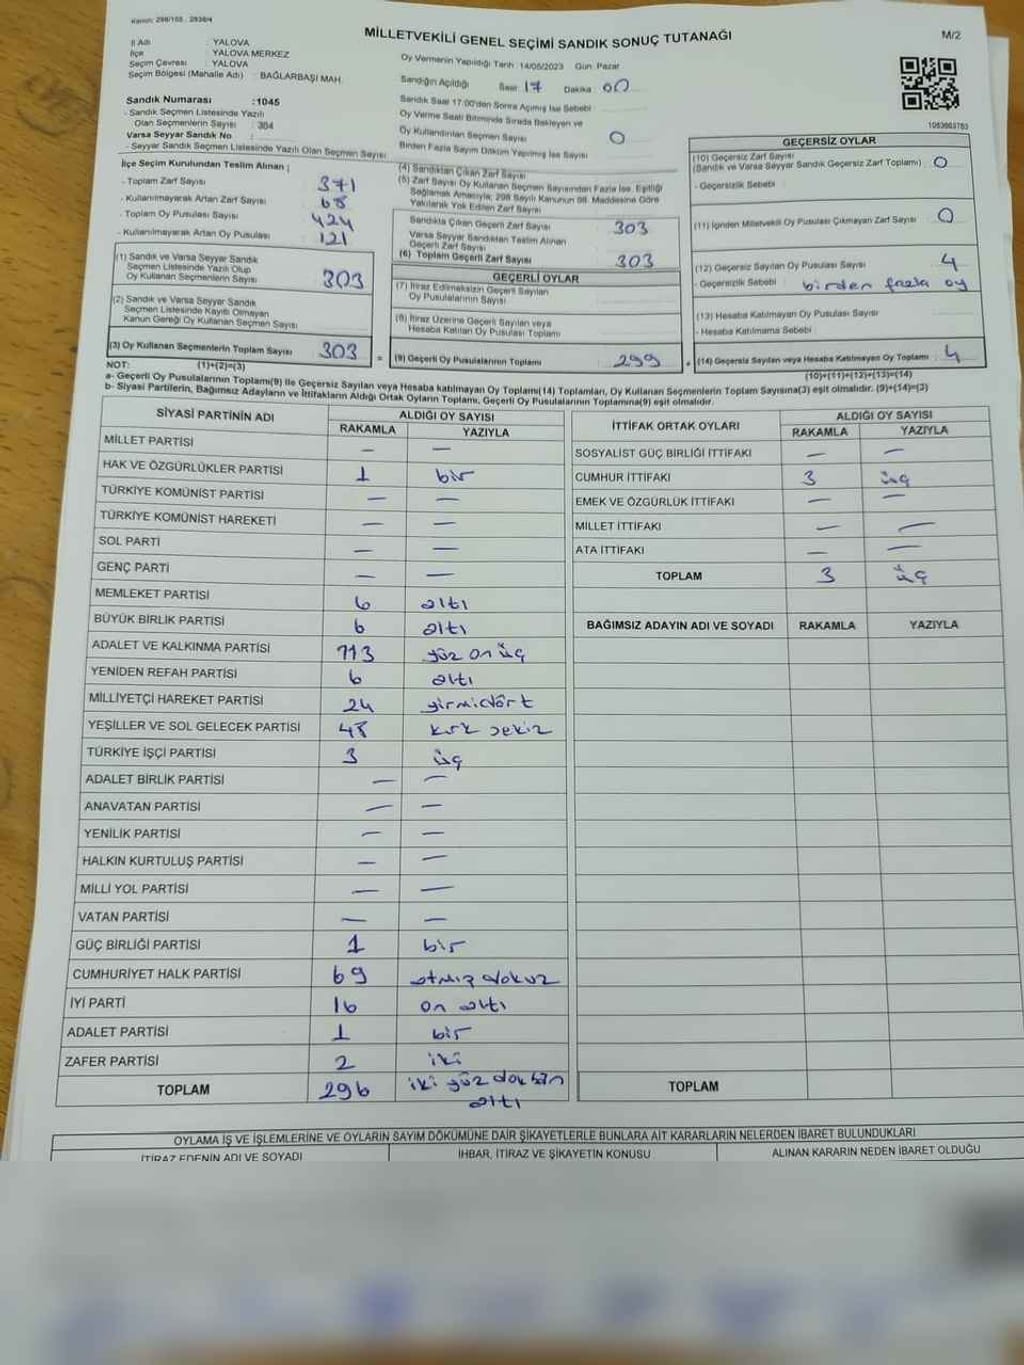 Kanun: 298/105 , 2839/4
MİLLETVEKİLİ GENEL SEÇİMİ SANDIK SONUÇ TUTANAĞI
M/2
İl Adı : YALOVA
İlçe : YALOVA MERKEZ
Seçim Çevresi : YALOVA
Seçim Bölgesi (Mahalle Adı) : BAĞLARBAŞI MAH.
Sandık Numarası :1045
- Sandık Seçmen Listesinde Yazılı
Olan Seçmenlerin Sayısı : 364
Varsa Seyyar Sandık No :
- Seyyar Sandık Seçmen Listesinde Yazılı Olan Seçmen Sayısı
Oy Vermenin Yapıldığı Tarih :14/05/2023 Gün: Pazar
Sandığın Açıldığı Saat: 17 Dakika: 00
Sandık Saat 17:00'den Sonra Açılmış İse Sebebi :
Oy Verme Saati Bitiminde Sırada Bekleyen ve
Oy Kullandırılan Seçmen Sayısı : 0
Birden Fazla Sayım Döküm Yapılmış İse Sayısı
1083663783
İlçe Seçim Kurulundan Teslim Alınan ;
- Toplam Zarf Sayısı 371
- Kullanılmayarak Artan Zarf Sayısı 68
- Toplam Oy Pusulası Sayısı 424
- Kullanılmayarak Artan Oy Pusulası 121
(1) Sandık ve Varsa Seyyar Sandık
Seçmen Listesinde Yazılı Olup
Oy Kullanan Seçmenlerin Sayısı 303
(2) Sandık ve Varsa Seyyar Sandık
Seçmen Listesinde Kaydı Olmayan
Kanun Gereği Oy Kullanan Seçmen Sayısı
(3) Oy Kullanan Seçmenlerin Toplam Sayısı 303
(4) Sandıktan Çıkan Zarf Sayısı
(5) Zarf Sayısı Oy Kullanan Seçmen Sayısından Fazla İse, Eşitliği
Sağlamak Amacıyla; 298 Sayılı Kanunun 98. Maddesine Göre
Yakılarak Yok Edilen Zarf Sayısı
Sandıkta Çıkan Geçerli Zarf Sayısı 303
Varsa Seyyar Sandıktan Teslim Alınan
Geçerli Zarf Sayısı
(6) Toplam Geçerli Zarf Sayısı 303
GEÇERLİ OYLAR
(7) İtiraz Edilmeksizin Geçerli Sayılan
Oy Pusulalarının Sayısı
(8) İtiraz Üzerine Geçerli Sayılan veya
Hesaba Katılan Oy Pusulası Toplamı
= (9) Geçerli Oy Pusulalarının Toplamı 299
GEÇERSİZ OYLAR
(10) Geçersiz Zarf Sayısı
(Sandık ve Varsa Seyyar Sandık Geçersiz Zarf Toplamı) 0
- Geçersizlik Sebebi
(11) İçinden Milletvekili Oy Pusulası Çıkmayan Zarf Sayısı 0
(12) Geçersiz Sayılan Oy Pusulası Sayısı 4
- Geçersizlik Sebebi birden fazla oy
(13) Hesaba Katılmayan Oy Pusulası Sayısı
- Hesaba Katılmama Sebebi
+ (14) Geçersiz Sayılan veya Hesaba Katılmayan Oy Toplamı 4
(10)+(11)+(12)+(13)=(14)
NOT: (1)+(2)=(3)
a- Geçerli Oy Pusulalarının Toplamı(9) ile Geçersiz Sayılan veya Hesaba katılmayan Oy Toplamı(14) Toplamları, Oy Kullanan Seçmenlerin Toplam Sayısına(3) eşit olmalıdır. (9)+(14)=(3)
b- Siyasi Partilerin, Bağımsız Adayların ve İttifakların Aldığı Ortak Oyların Toplamı, Geçerli Oy Pusulalarının Toplamına(9) eşit olmalıdır.
SİYASİ PARTİNİN ADI ALDIĞI OY SAYISI
RAKAMLA YAZIYLA
MİLLET PARTİSİ — —
HAK VE ÖZGÜRLÜKLER PARTİSİ 1 bir
TÜRKİYE KOMÜNİST PARTİSİ — —
TÜRKİYE KOMÜNİST HAREKETİ — —
SOL PARTİ — —
GENÇ PARTİ — —
MEMLEKET PARTİSİ 6 altı
BÜYÜK BİRLİK PARTİSİ 6 altı
ADALET VE KALKINMA PARTİSİ 113 yüz on üç
YENİDEN REFAH PARTİSİ 6 altı
MİLLİYETÇİ HAREKET PARTİSİ 24 yirmidört
YEŞİLLER VE SOL GELECEK PARTİSİ 48 kırk sekiz
TÜRKİYE İŞÇİ PARTİSİ 3 üç
ADALET BİRLİK PARTİSİ — —
ANAVATAN PARTİSİ — —
YENİLİK PARTİSİ — —
HALKIN KURTULUŞ PARTİSİ — —
MİLLİ YOL PARTİSİ — —
VATAN PARTİSİ — —
GÜÇ BİRLİĞİ PARTİSİ 1 bir
CUMHURİYET HALK PARTİSİ 69 atmış dokuz
İYİ PARTİ 16 on altı
ADALET PARTİSİ 1 bir
ZAFER PARTİSİ 2 iki
TOPLAM 296 iki yüz doksan
altı
İTTİFAK ORTAK OYLARI ALDIĞI OY SAYISI
RAKAMLA YAZIYLA
SOSYALİST GÜÇ BİRLİĞİ İTTİFAKI — —
CUMHUR İTTİFAKI 3 üç
EMEK VE ÖZGÜRLÜK İTTİFAKI — —
MİLLET İTTİFAKI — —
ATA İTTİFAKI — —
TOPLAM 3 üç
BAĞIMSIZ ADAYIN ADI VE SOYADI RAKAMLA YAZIYLA
TOPLAM
OYLAMA İŞ VE İŞLEMLERİNE VE OYLARIN SAYIM DÖKÜMÜNE DAİR ŞİKAYETLERLE BUNLARA AİT KARARLARIN NELERDEN İBARET BULUNDUKLARI
İTİRAZ EDENİN ADI VE SOYADI İHBAR, İTİRAZ VE ŞİKAYETİN KONUSU ALINAN KARARIN NEDEN İBARET OLDUĞU